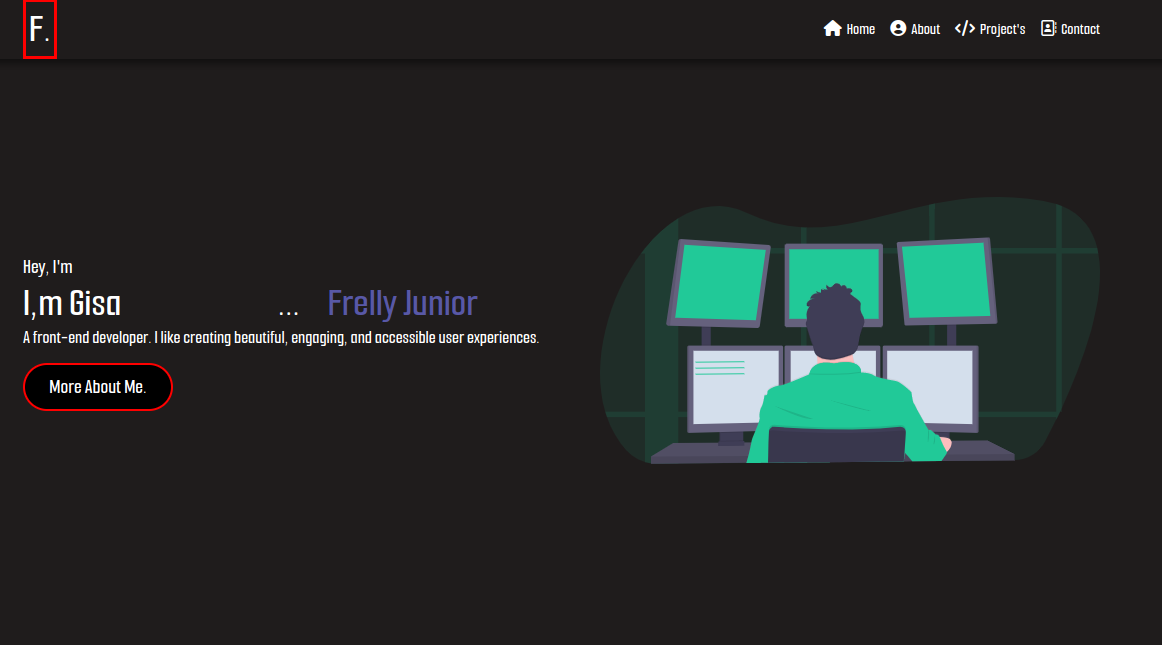 F.
Home About Project's Contact
Hey, I'm
I,m Gisa ... Frelly Junior
A front-end developer. I like creating beautiful, engaging, and accessible user experiences.
More About Me.